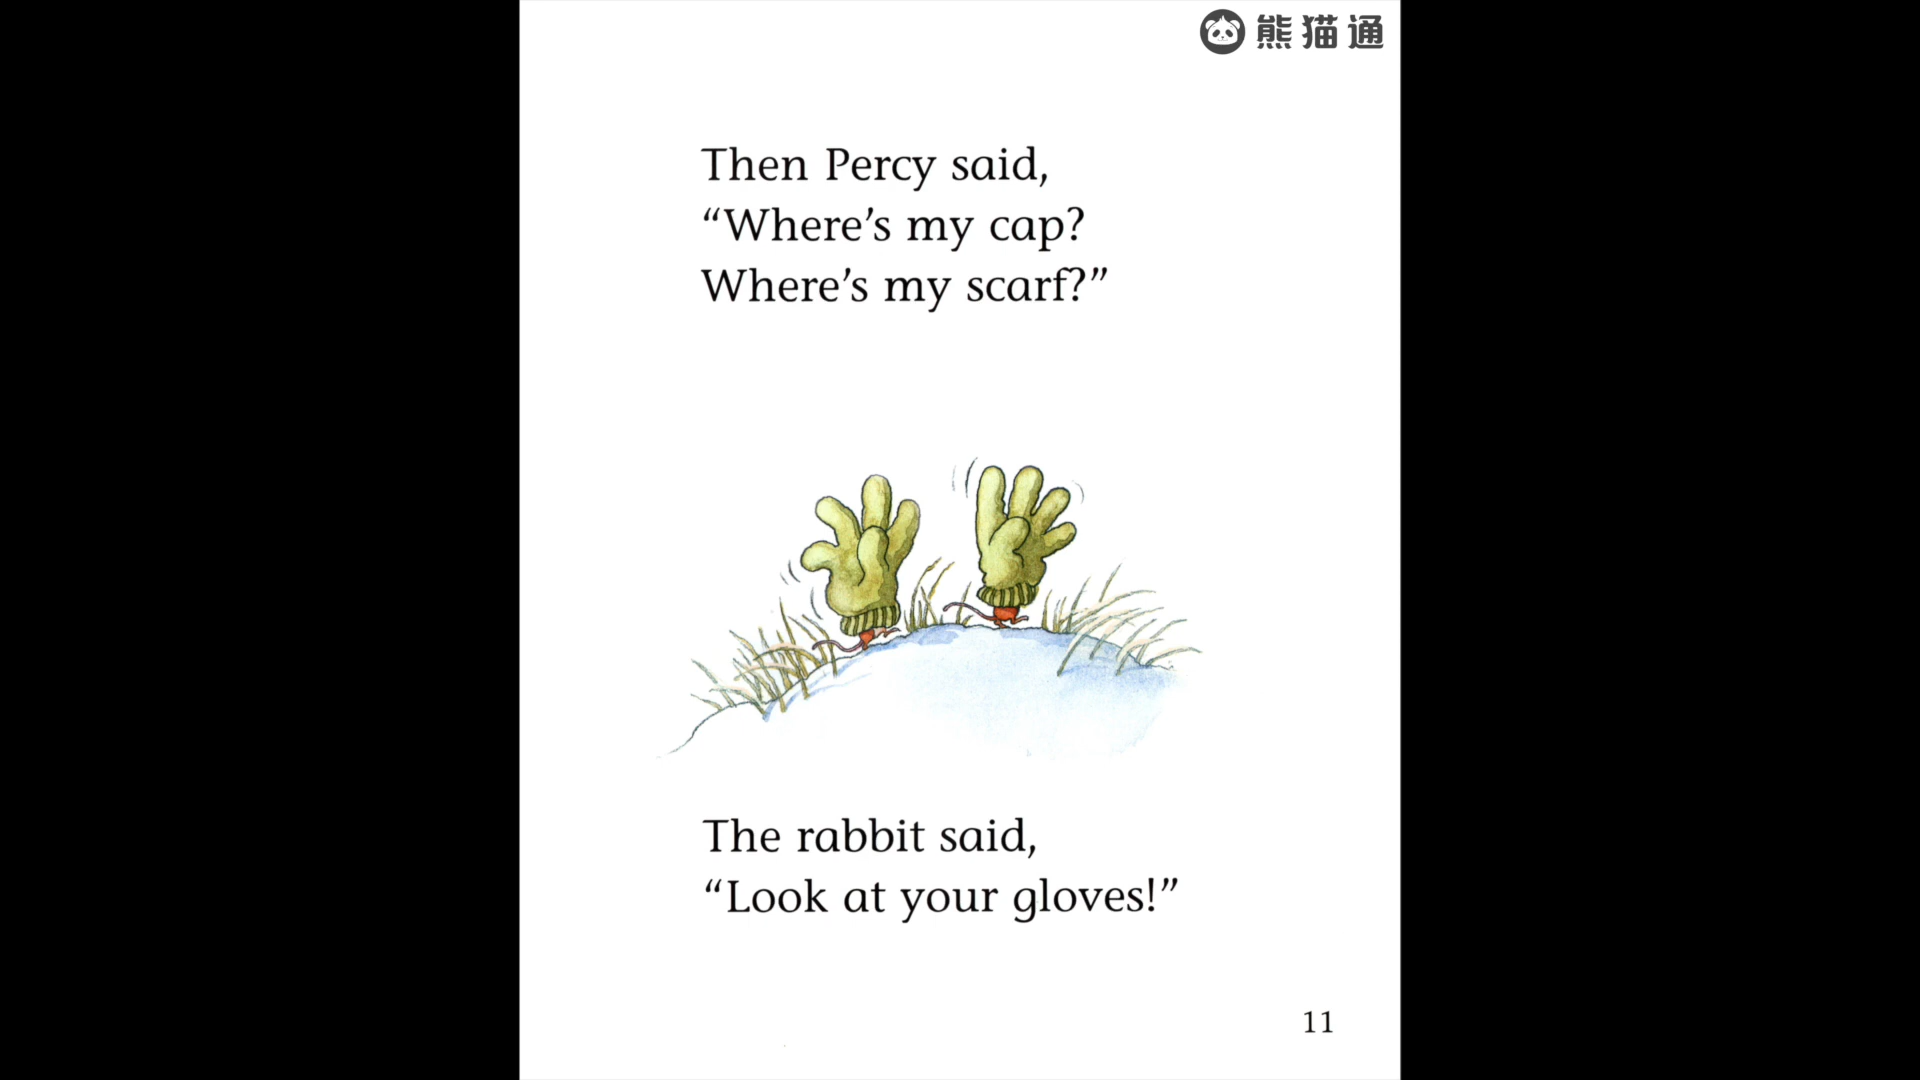 熊猫通
Then Percy said,
“Where’s my cap?
Where’s my scarf?”
The rabbit said,
“Look at your gloves!”
11